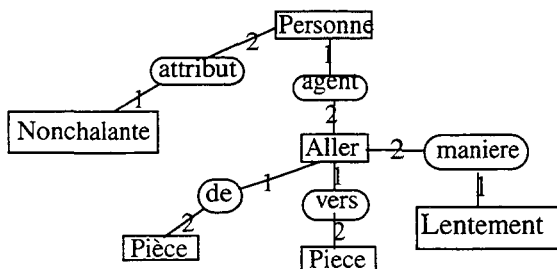 Personne
2
1
attribut
agent
1
2
Nonchalante
Aller
2
maniere
de
1
1
1
vers
2
2
Lentement
Pièce
Piece